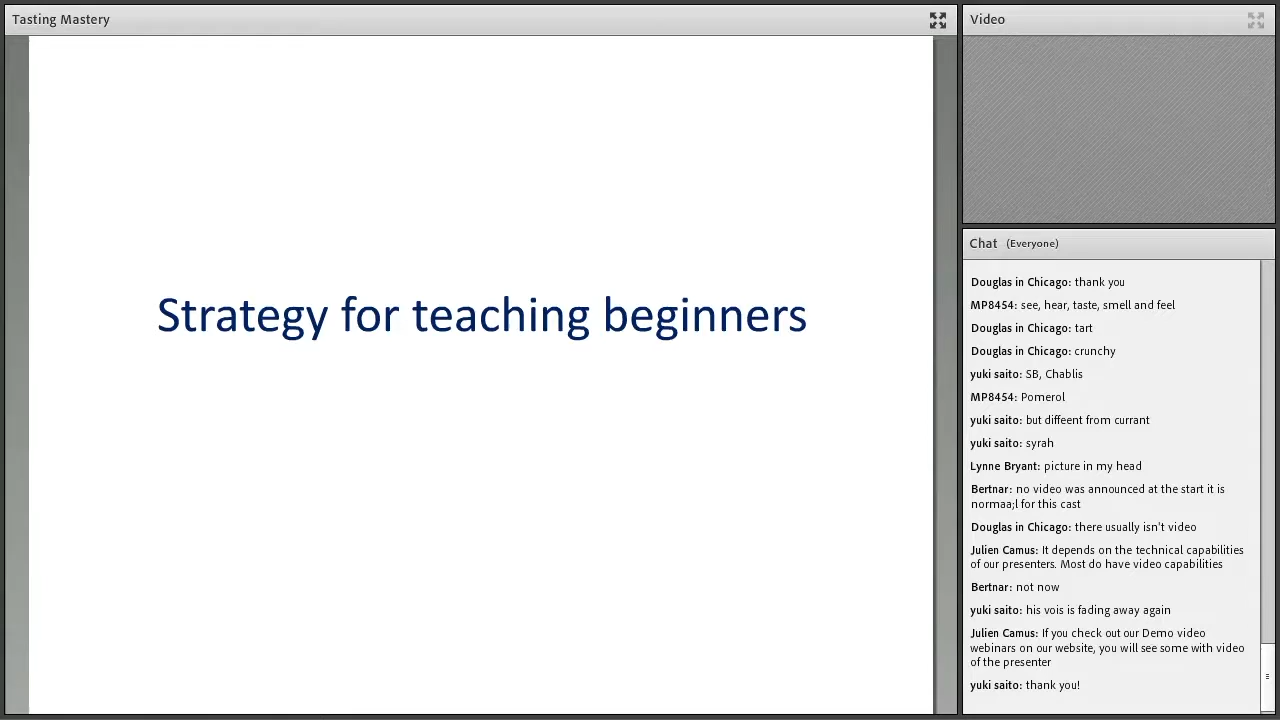 Tasting Mastery
Strategy for teaching beginners
Video
Chat (Everyone)
Douglas in Chicago: thank you
MP8454: see, hear, taste, smell and feel
Douglas in Chicago: tart
Douglas in Chicago: crunchy
yuki saito: SB, Chablis
MP8454: Pomerol
yuki saito: but diffeent from currant
yuki saito: syrah
Lynne Bryant: picture in my head
Bertnar: no video was announced at the start it is
normaa;l for this cast
Douglas in Chicago: there usually isn't video
Julien Camus: It depends on the technical capabilities
of our presenters. Most do have video capabilities
Bertnar: not now
yuki saito: his vois is fading away again
Julien Camus: If you check out our Demo video
webinars on our website, you will see some with video
of the presenter
yuki saito: thank you!